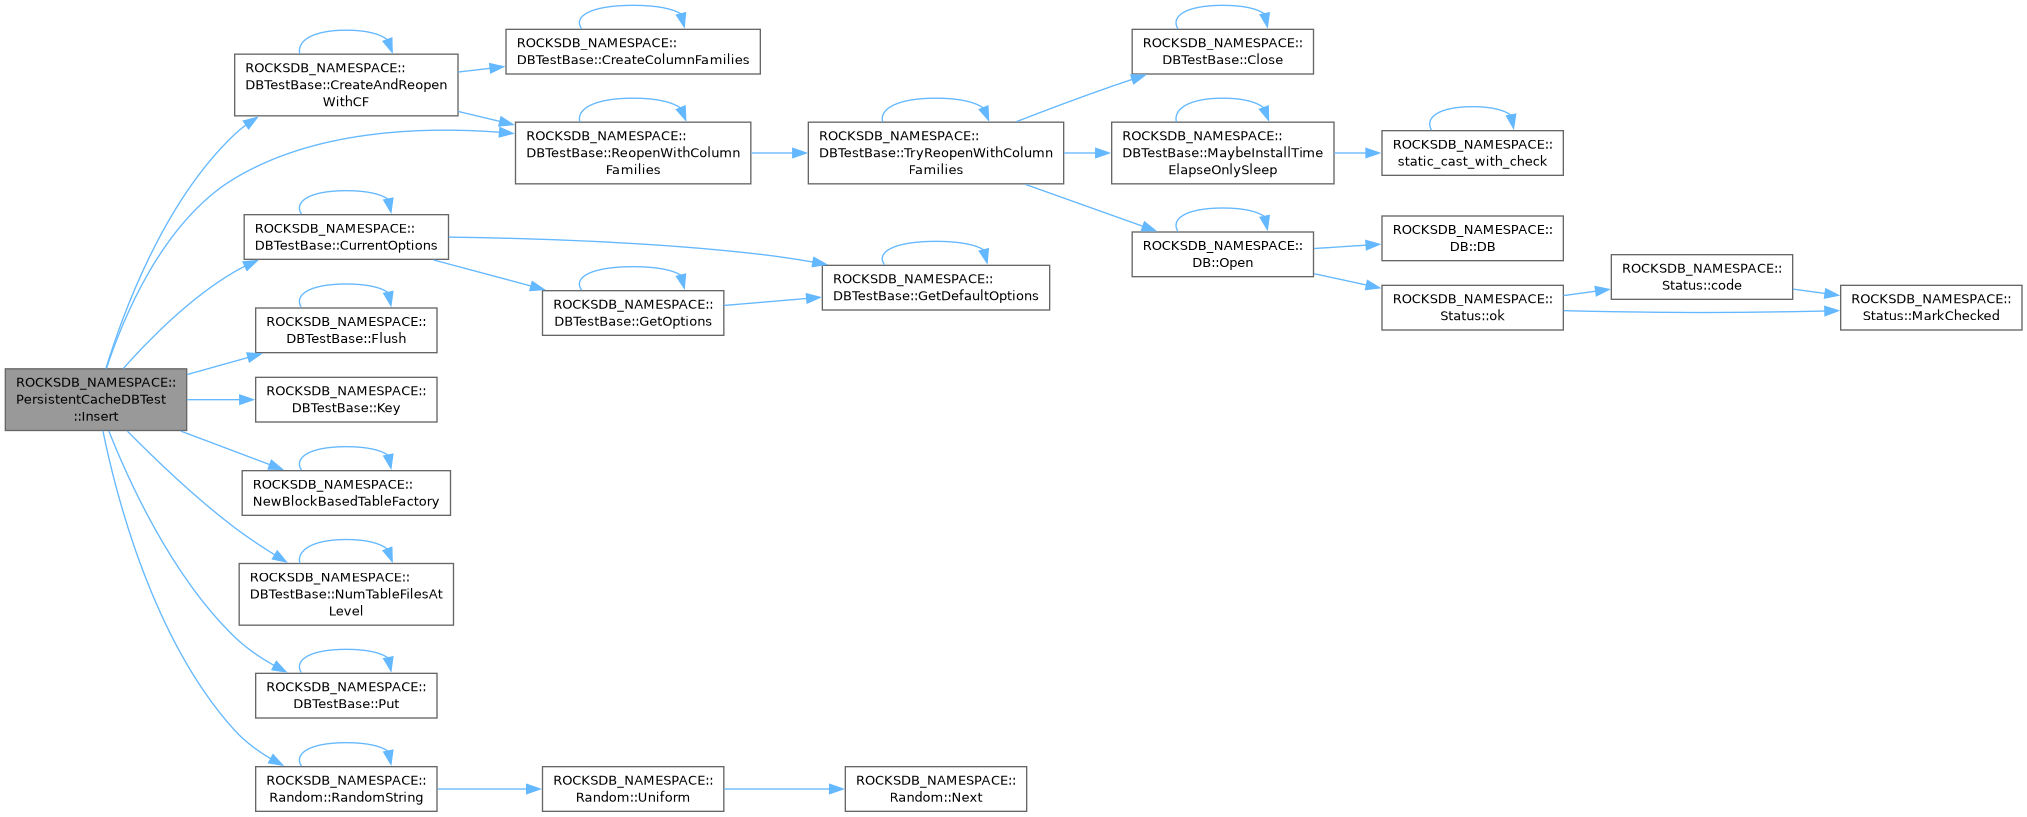 ROCKSDB_NAMESPACE::
PersistentCacheDBTest
::Insert
ROCKSDB_NAMESPACE::
DBTestBase::CreateAndReopen
WithCF
ROCKSDB_NAMESPACE::
DBTestBase::CreateColumnFamilies
ROCKSDB_NAMESPACE::
DBTestBase::ReopenWithColumn
Families
ROCKSDB_NAMESPACE::
DBTestBase::TryReopenWithColumn
Families
ROCKSDB_NAMESPACE::
DBTestBase::Close
ROCKSDB_NAMESPACE::
DBTestBase::MaybeInstallTime
ElapseOnlySleep
ROCKSDB_NAMESPACE::
static_cast_with_check
ROCKSDB_NAMESPACE::
DB::Open
ROCKSDB_NAMESPACE::
DB::DB
ROCKSDB_NAMESPACE::
Status::ok
ROCKSDB_NAMESPACE::
Status::code
ROCKSDB_NAMESPACE::
Status::MarkChecked
ROCKSDB_NAMESPACE::
DBTestBase::CurrentOptions
ROCKSDB_NAMESPACE::
DBTestBase::GetOptions
ROCKSDB_NAMESPACE::
DBTestBase::GetDefaultOptions
ROCKSDB_NAMESPACE::
DBTestBase::Flush
ROCKSDB_NAMESPACE::
DBTestBase::Key
ROCKSDB_NAMESPACE::
NewBlockBasedTableFactory
ROCKSDB_NAMESPACE::
DBTestBase::NumTableFilesAt
Level
ROCKSDB_NAMESPACE::
DBTestBase::Put
ROCKSDB_NAMESPACE::
Random::RandomString
ROCKSDB_NAMESPACE::
Random::Uniform
ROCKSDB_NAMESPACE::
Random::Next